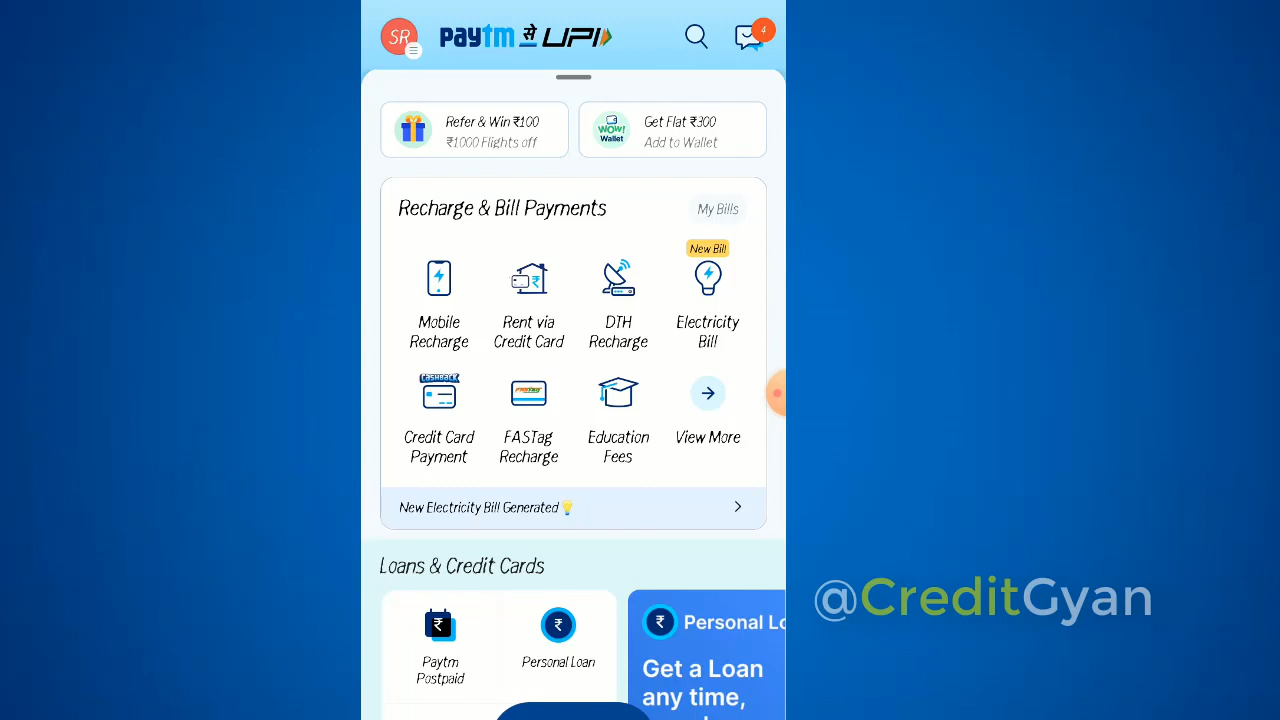 SR
paytm से UPI
4
Refer & Win ₹100
₹1000 Flights off
WOW!
Wallet
Get Flat ₹300
Add to Wallet
Recharge & Bill Payments
My Bills
New Bill
Mobile
Recharge
Rent via
Credit Card
DTH
Recharge
Electricity
Bill
CASHBACK
Credit Card
Payment
FASTag
FASTag
Recharge
Education
Fees
View More
New Electricity Bill Generated
Loans & Credit Cards
Paytm
Postpaid
Personal Loan
Personal Lo
Get a Loan
any time,
@CreditGyan